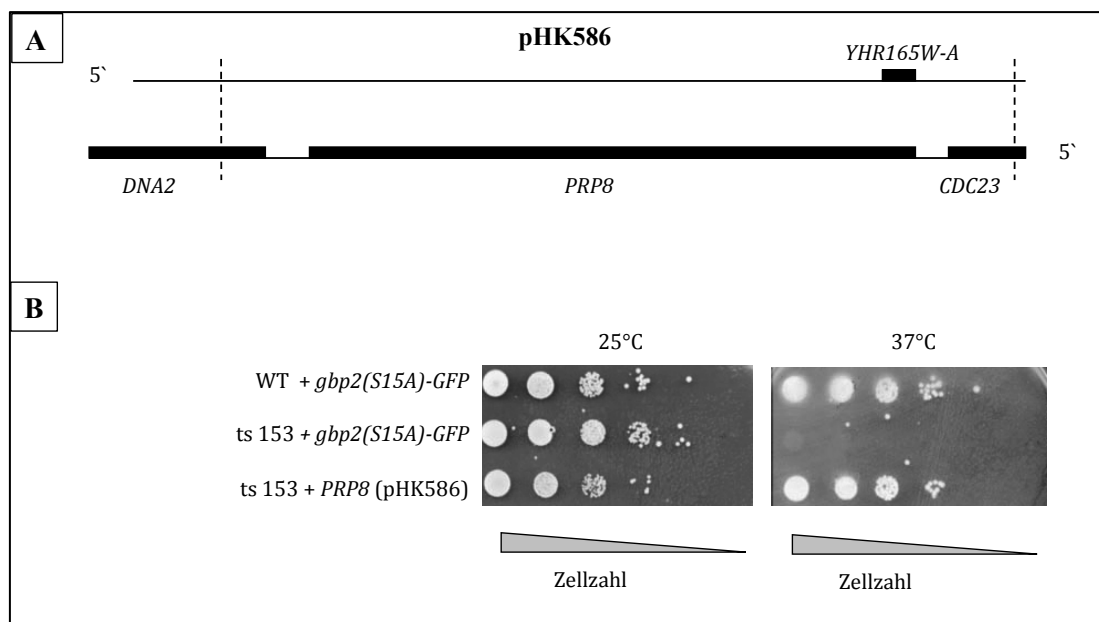 A
pHK586
YHR165W-A
5`
5`
DNA2
PRP8
CDC23
B
25°C
37°C
WT + gbp2(S15A)-GFP
ts 153 + gbp2(S15A)-GFP
ts 153 + PRP8 (pHK586)
Zellzahl
Zellzahl